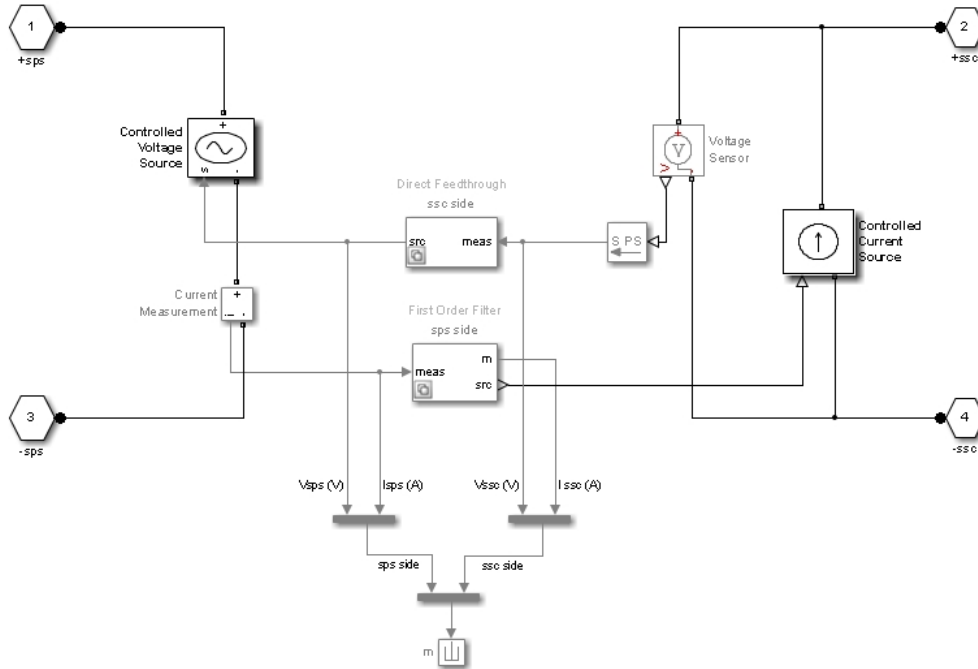 1
+sps
2
+ssc
Controlled
Voltage
Source
+
s
-
Voltage
Sensor
+
V
V
-
Direct Feedthrough
ssc side
src
meas
S PS
Controlled
Current
Source
Current
Measurement
+
i
-
First Order Filter
sps side
meas
m
src
3
-sps
4
-ssc
Vsps (V)
Isps (A)
Vssc (V)
I ssc (A)
sps side
ssc side
m